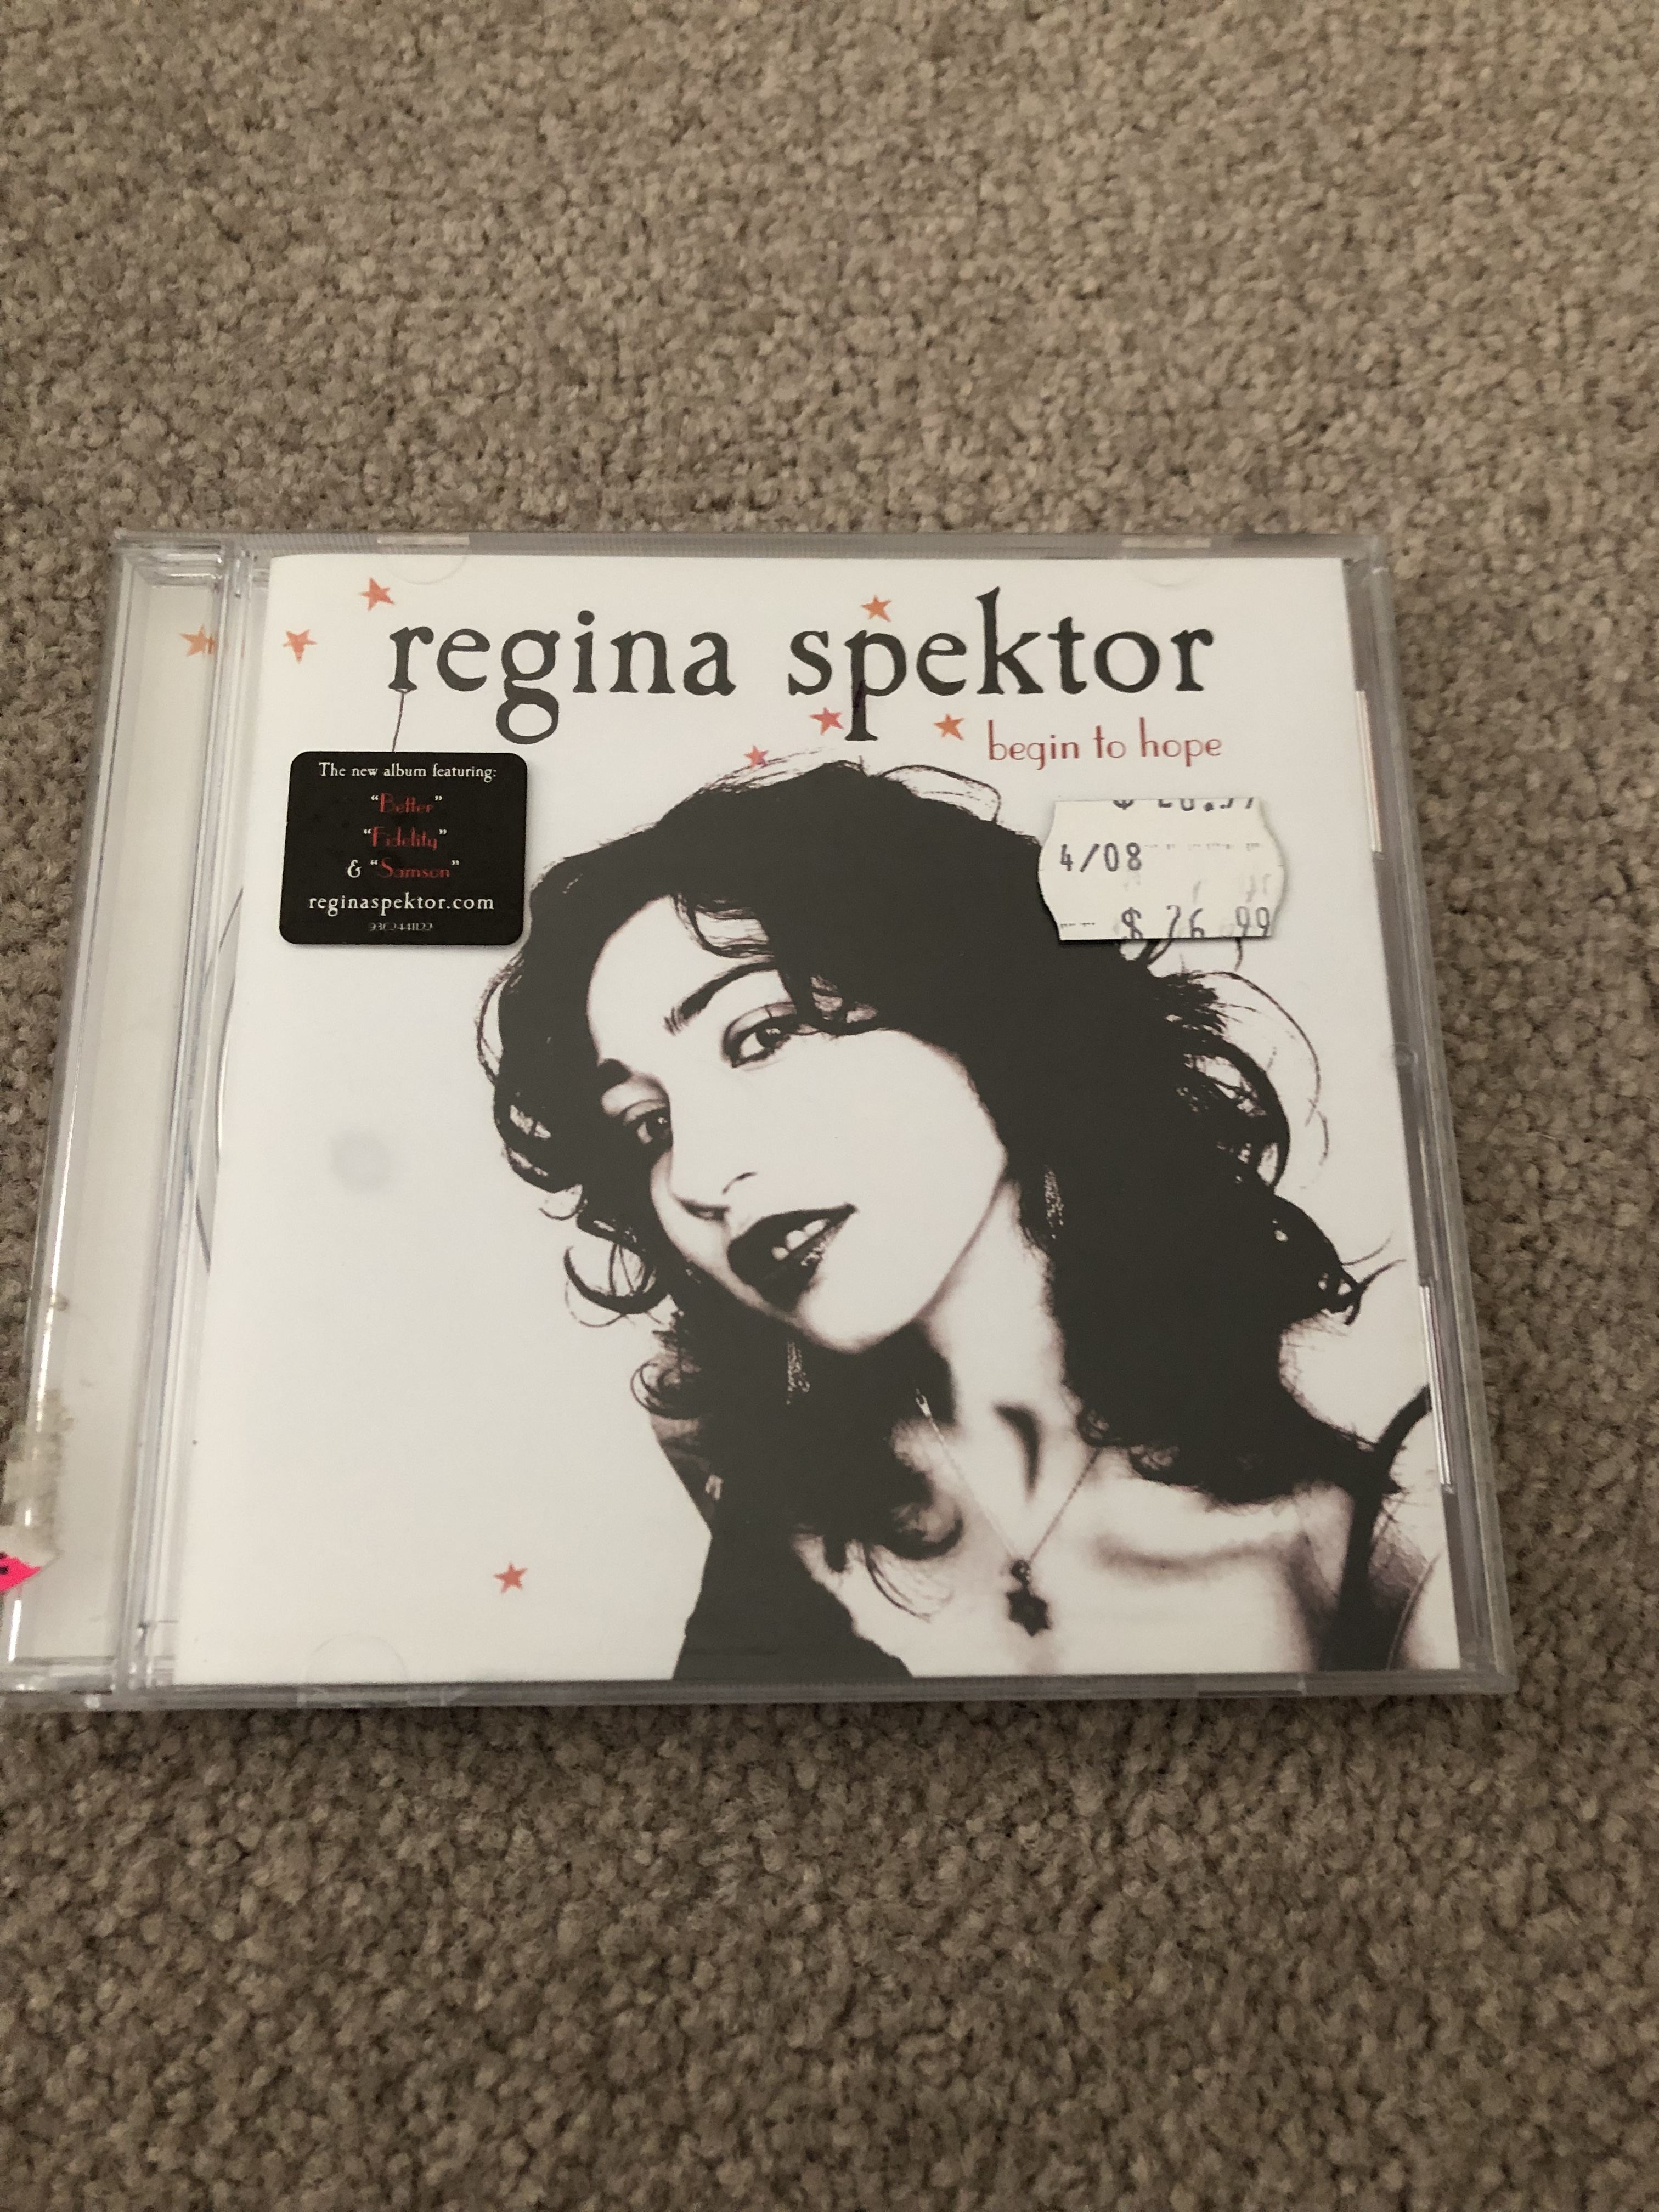 regina spektor
begin to hope
The new album featuring:
"Better"
"Fidelity"
& "Samson"
reginaspektor.com
4/08
$ 26.99